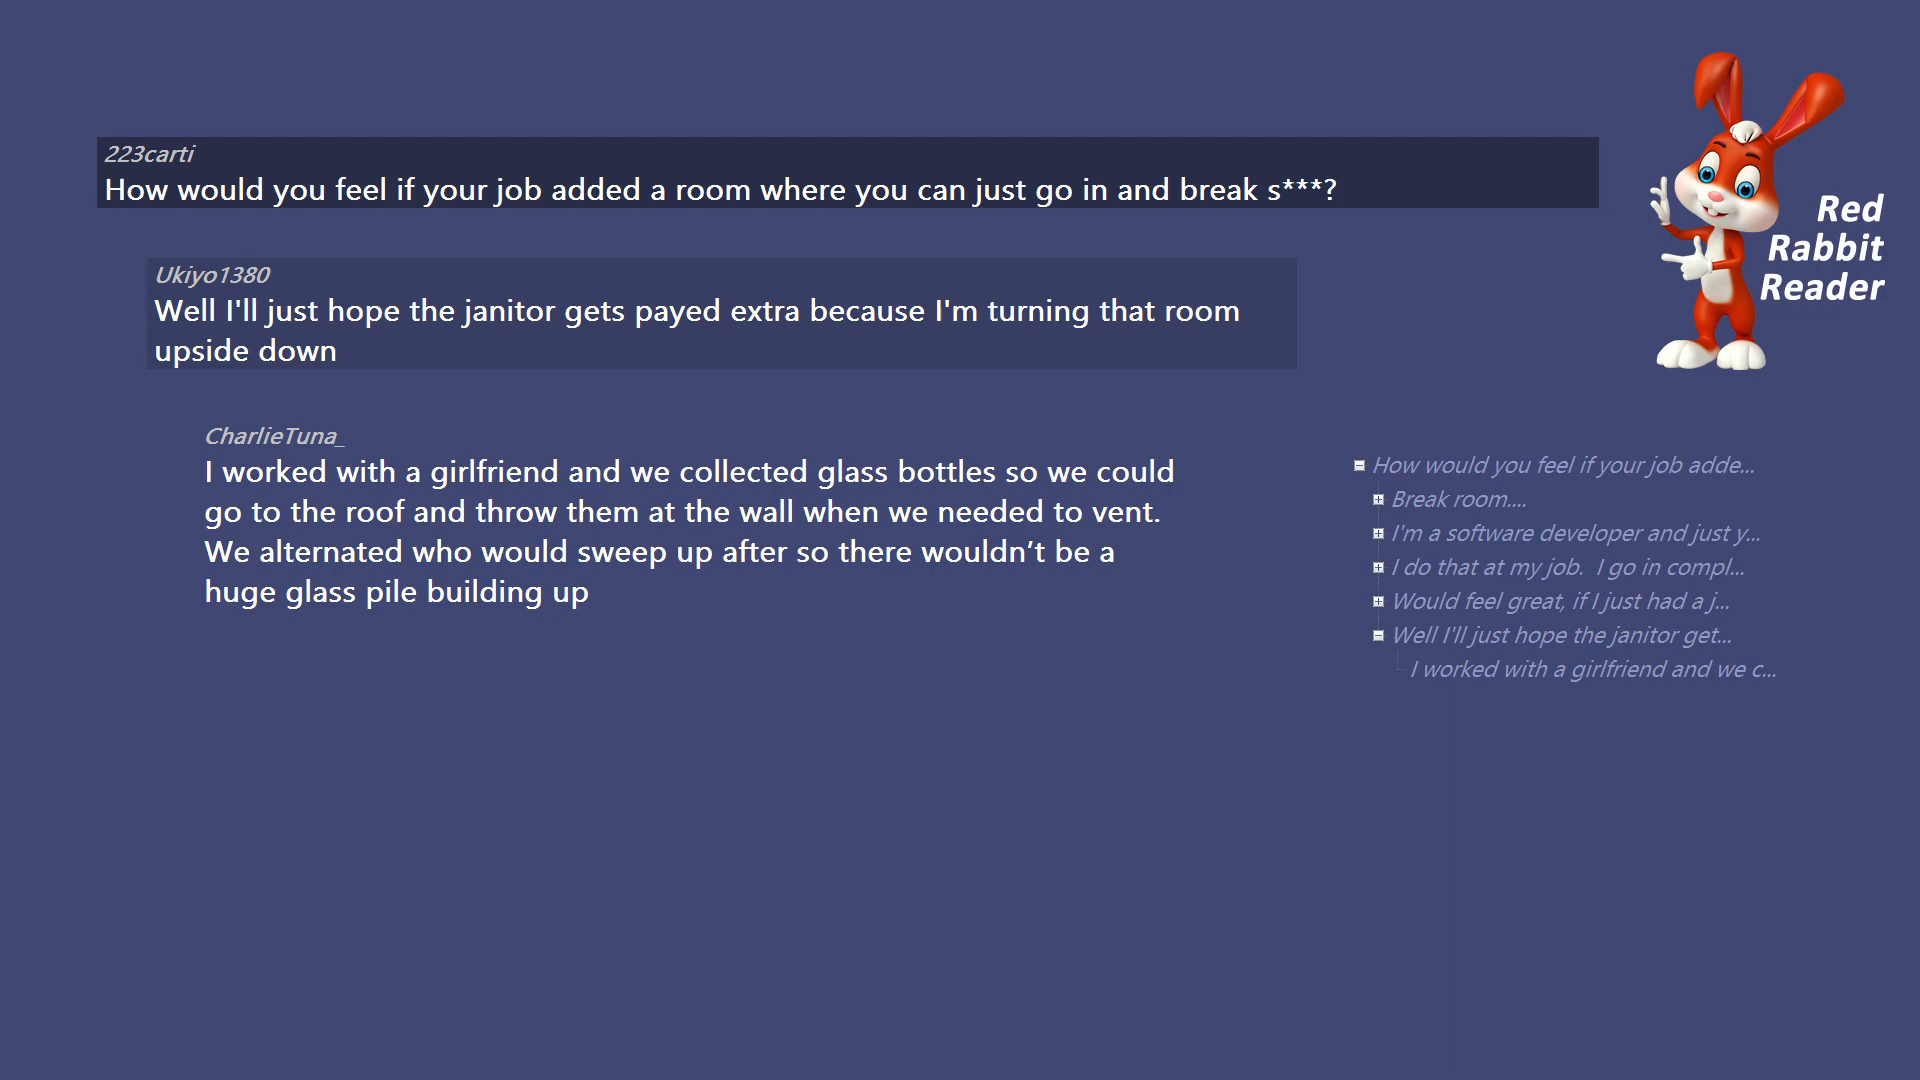 223carti
How would you feel if your job added a room where you can just go in and break s***?
Ukiyo1380
Well I'll just hope the janitor gets payed extra because I'm turning that room
upside down
CharlieTuna_
I worked with a girlfriend and we collected glass bottles so we could
go to the roof and throw them at the wall when we needed to vent.
We alternated who would sweep up after so there wouldn’t be a
huge glass pile building up
Red
Rabbit
Reader
How would you feel if your job adde...
Break room....
I'm a software developer and just y...
I do that at my job.  I go in compl...
Would feel great, if I just had a j...
Well I'll just hope the janitor get...
I worked with a girlfriend and we c...